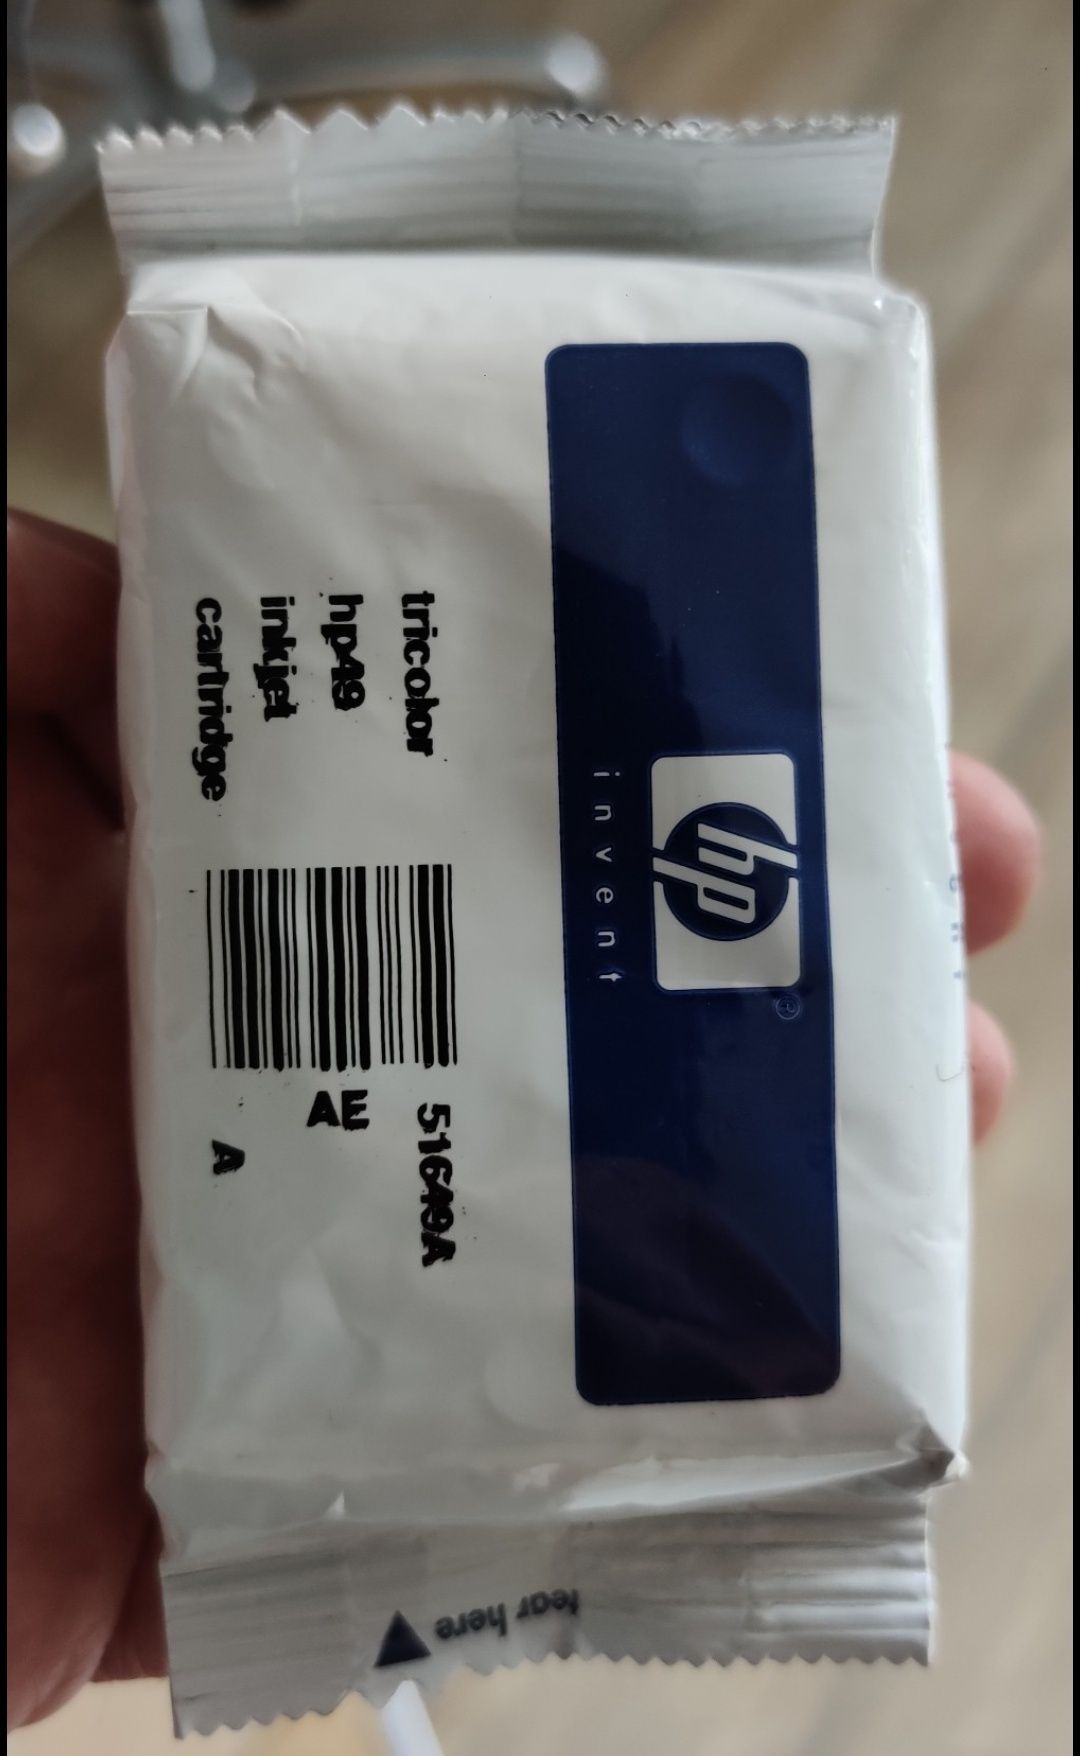 hp
®
invent
tricolor
hp49
inkjet
cartridge
51649A
AE
A
tear here